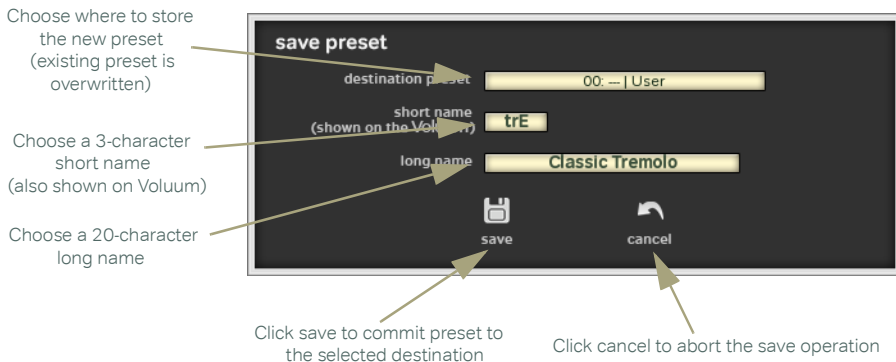 Choose where to store
the new preset
(existing preset is
overwritten)
save preset
destination preset
00: --- | User
short name
(shown on the Voluum)
trE
Choose a 3-character
short name
(also shown on Voluum)
long name
Classic Tremolo
Choose a 20-character
long name
save
cancel
Click save to commit preset to
the selected destination
Click cancel to abort the save operation